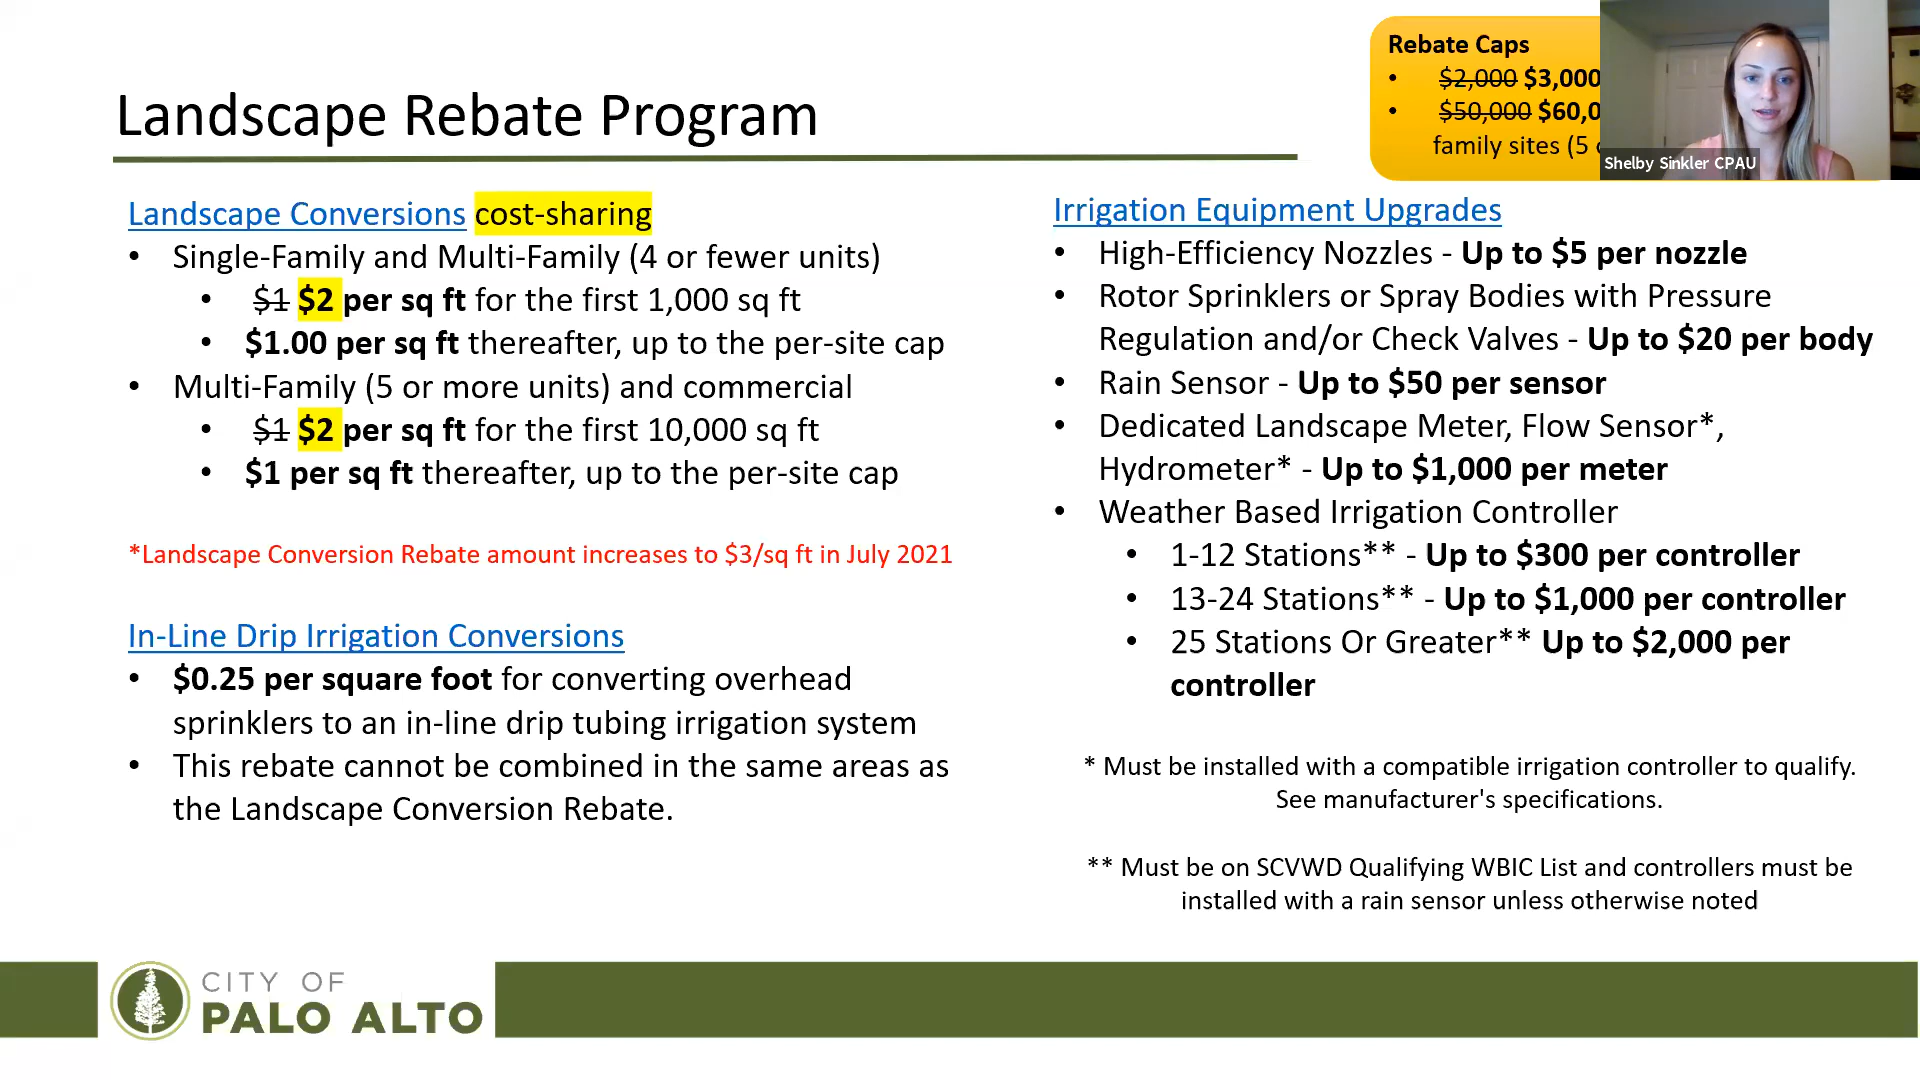 Landscape Rebate Program
Rebate Caps
• $2,000 $3,000
• $50,000 $60,0
family sites (5
Shelby Sinkler CPAU
Landscape Conversions cost-sharing
• Single-Family and Multi-Family (4 or fewer units)
• $1 $2 per sq ft for the first 1,000 sq ft
• $1.00 per sq ft thereafter, up to the per-site cap
• Multi-Family (5 or more units) and commercial
• $1 $2 per sq ft for the first 10,000 sq ft
• $1 per sq ft thereafter, up to the per-site cap
*Landscape Conversion Rebate amount increases to $3/sq ft in July 2021
In-Line Drip Irrigation Conversions
• $0.25 per square foot for converting overhead
sprinklers to an in-line drip tubing irrigation system
• This rebate cannot be combined in the same areas as
the Landscape Conversion Rebate.
Irrigation Equipment Upgrades
• High-Efficiency Nozzles - Up to $5 per nozzle
• Rotor Sprinklers or Spray Bodies with Pressure
Regulation and/or Check Valves - Up to $20 per body
• Rain Sensor - Up to $50 per sensor
• Dedicated Landscape Meter, Flow Sensor*,
Hydrometer* - Up to $1,000 per meter
• Weather Based Irrigation Controller
• 1-12 Stations** - Up to $300 per controller
• 13-24 Stations** - Up to $1,000 per controller
• 25 Stations Or Greater** Up to $2,000 per
controller
* Must be installed with a compatible irrigation controller to qualify.
See manufacturer's specifications.
** Must be on SCVWD Qualifying WBIC List and controllers must be
installed with a rain sensor unless otherwise noted
CITY OF
PALO ALTO